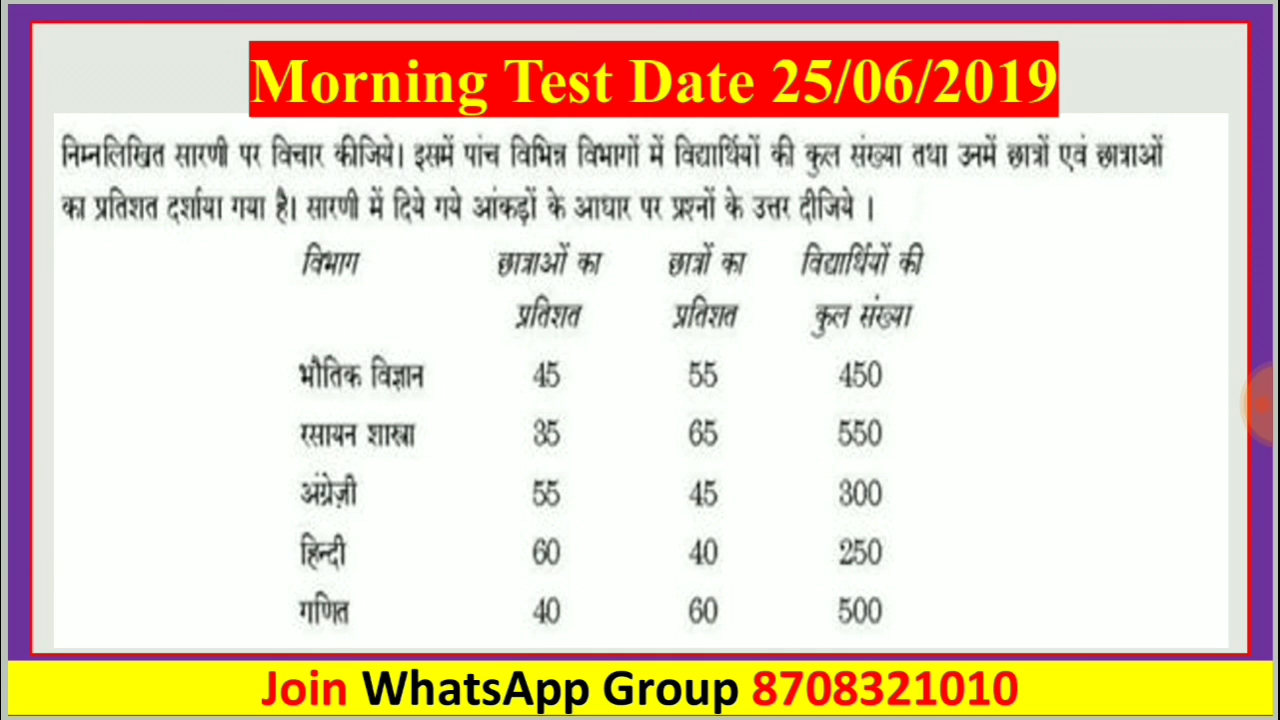 Morning Test Date 25/06/2019
निम्नलिखित सारणी पर विचार कीजिये। इसमें पांच विभिन्न विभागों में विद्यार्थियों की कुल संख्या तथा उनमें छात्रों एवं छात्राओं
का प्रतिशत दर्शाया गया है। सारणी में दिये गये आंकड़ों के आधार पर प्रश्नों के उत्तर दीजिये ।
विभाग छात्राओं का छात्रों का विद्यार्थियों की
प्रतिशत प्रतिशत कुल संख्या
भौतिक विज्ञान 45 55 450
रसायन शास्त्रा 35 65 550
अंग्रेज़ी 55 45 300
हिन्दी 60 40 250
गणित 40 60 500
Join WhatsApp Group 8708321010